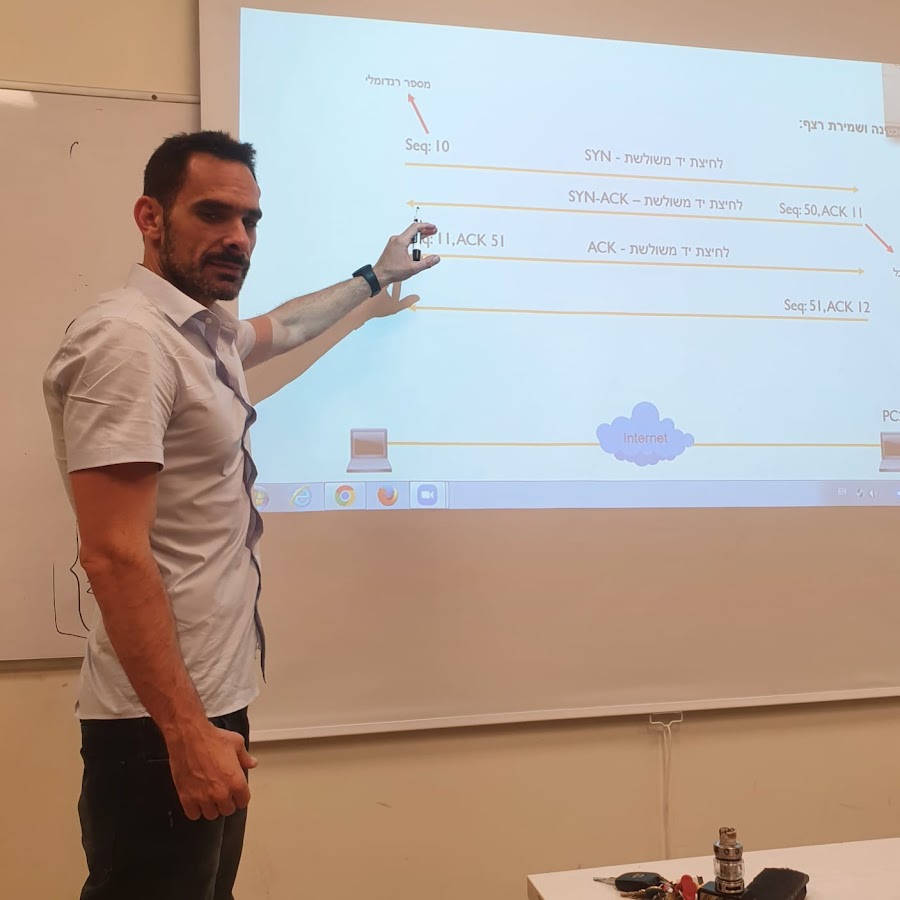 מספר רנדומלי
ושמירת רצף:
Seq: 10
לחיצת יד משולשת - SYN
לחיצת יד משולשת – SYN-ACK
Seq: 50, ACK 11
11, ACK 51
לחיצת יד משולשת - ACK
Seq: 51, ACK 12
Internet
EN